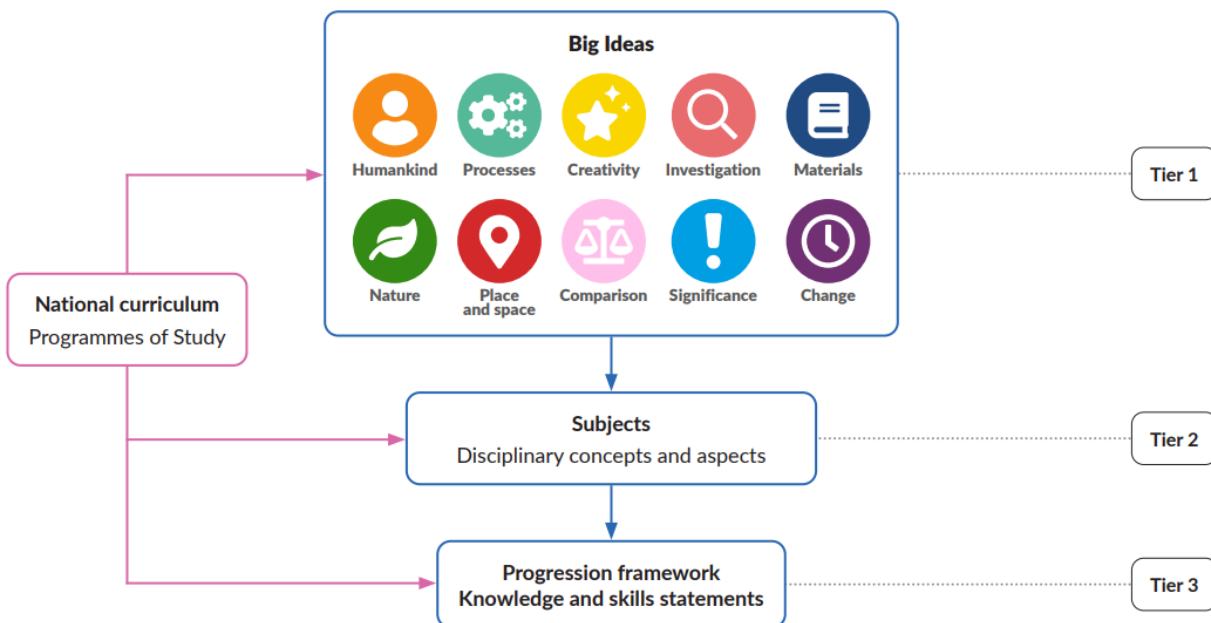 Big Ideas
Humankind
Processes
Creativity
Investigation
Materials
Tier 1
Nature
Place
and space
Comparison
Significance
Change
National curriculum
Programmes of Study
Subjects
Disciplinary concepts and aspects
Tier 2
Progression framework
Knowledge and skills statements
Tier 3